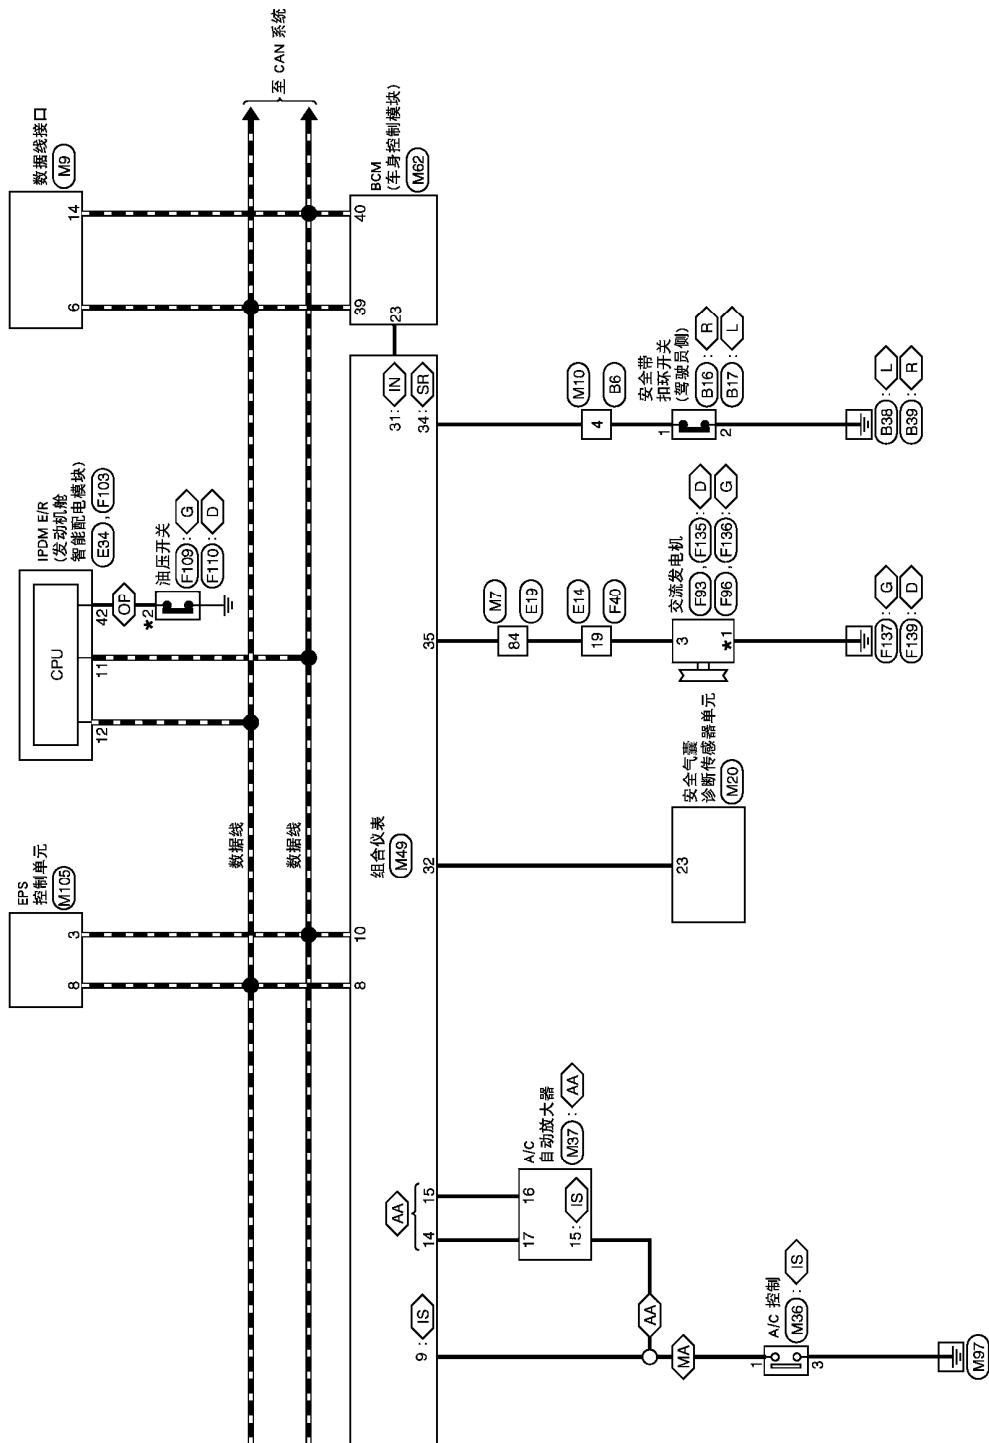 至 CAN 系统
数据线接口
M9
14
6
BCM
(车身控制模块)
M62
40
39
23
IPDM E/R
(发动机舱
智能配电模块)
E34 , F103
CPU
42
11
12
OP
*2
油压开关
F109 : G
F110 : D
EPS
控制单元
M105
3
8
数据线
数据线
组合仪表
M49
10
8
31: IN
34: SR
35
32
15
14
AA
9 : IS
M10
B6
4
安全带
扣环开关
(驾驶员侧)
B16 : R
B17 : L
1
2
B38 : L
B39 : R
M7
E19
84
E14
F40
19
交流发电机
F93 , F135 : D
F96 , F136 : G
3
*1
F137 : G
F139 : D
安全气囊
诊断传感器单元
M20
23
A/C
自动放大器
M37 : AA
16
17
15: IS
AA
MA
A/C 控制
M36 : IS
1
3
M97